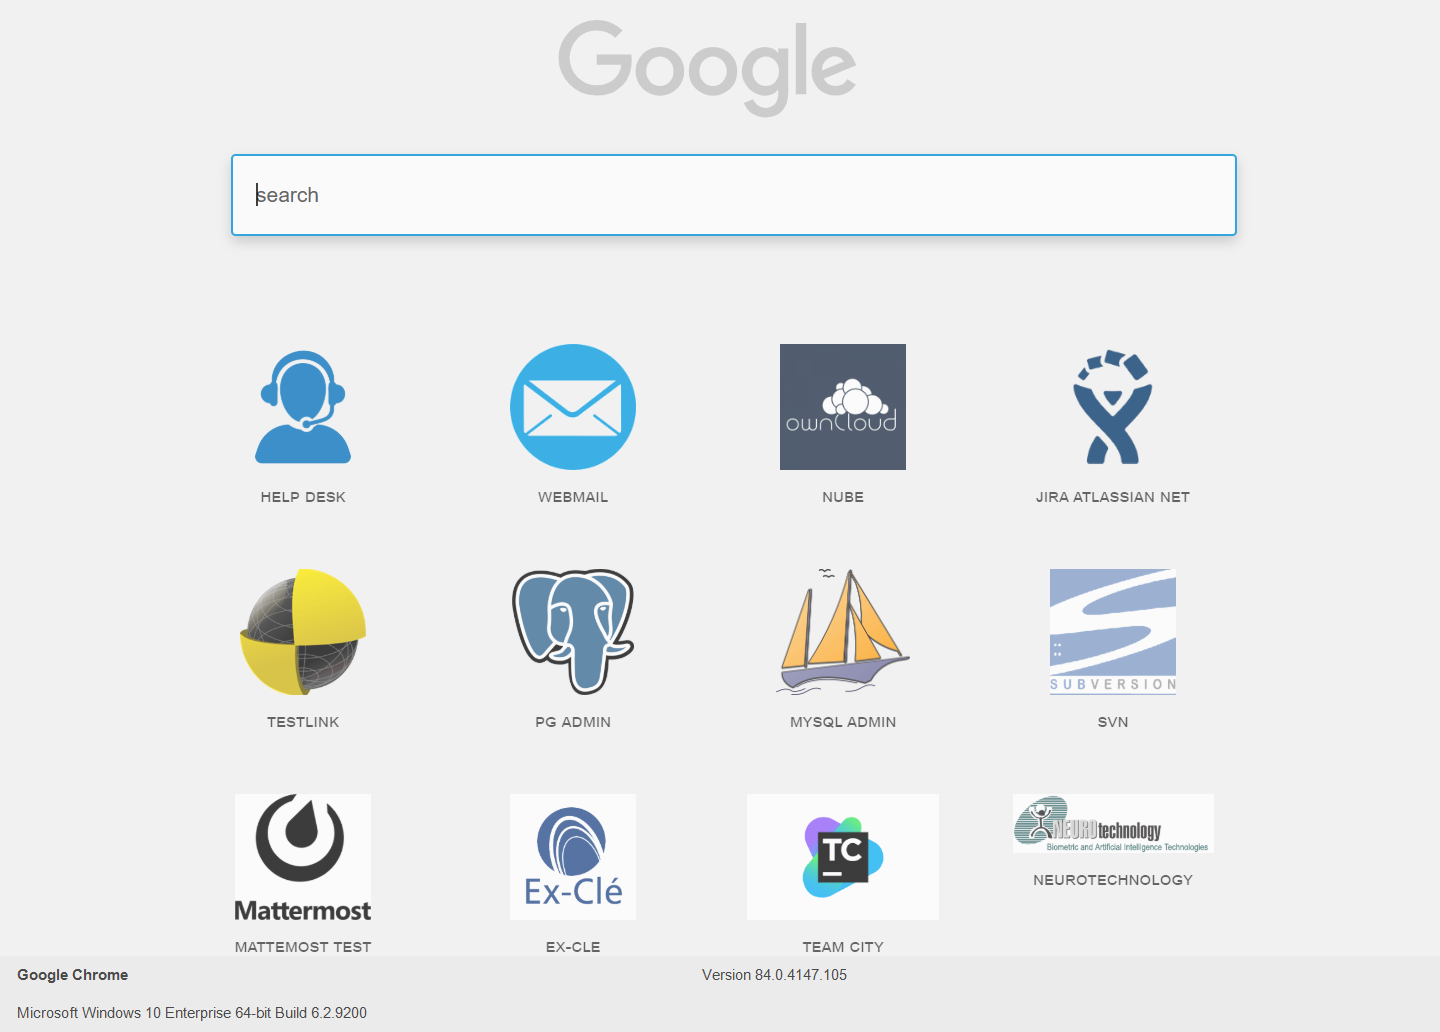 Google
search
ownCloud
HELP DESK
WEBMAIL
NUBE
JIRA ATLASSIAN NET
SUBVERSION
TESTLINK
PG ADMIN
MYSQL ADMIN
SVN
NEUROtechnology
Biometric and Artificial Intelligence Technologies
TC
NEUROTECHNOLOGY
Ex-Clé
Mattermost
MATTEMOST TEST
EX-CLE
TEAM CITY
Google Chrome
Version 84.0.4147.105
Microsoft Windows 10 Enterprise 64-bit Build 6.2.9200